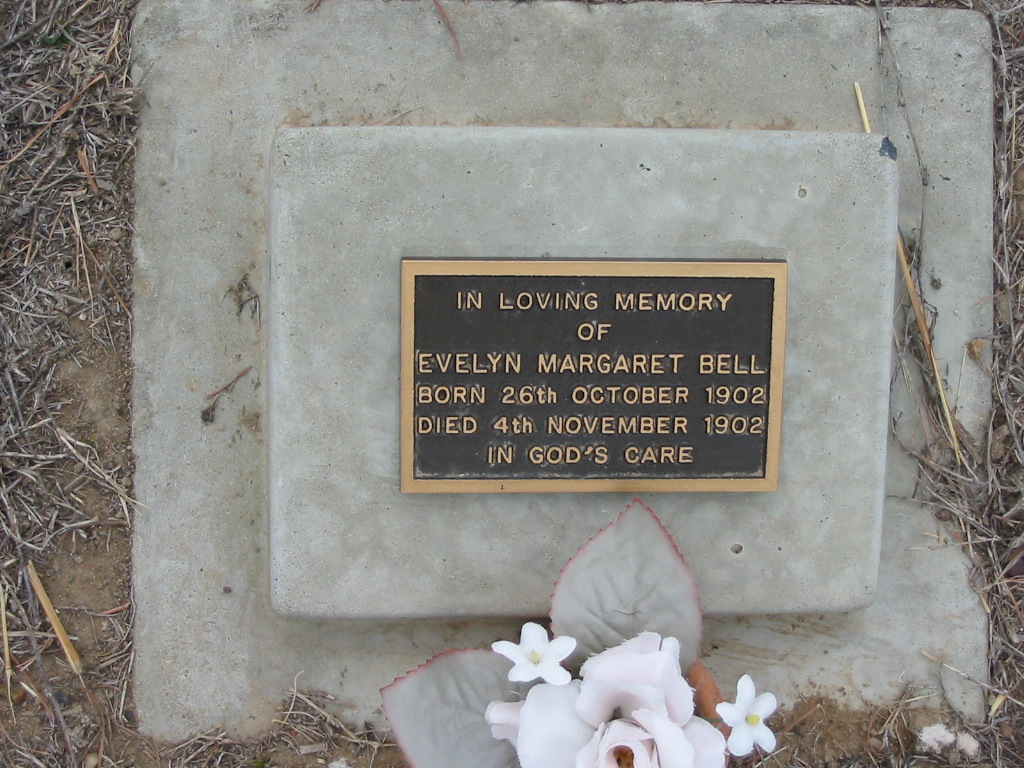 IN LOVING MEMORY
OF
EVELYN MARGARET BELL
BORN 26th OCTOBER 1902
DIED 4th NOVEMBER 1902
IN GOD'S CARE